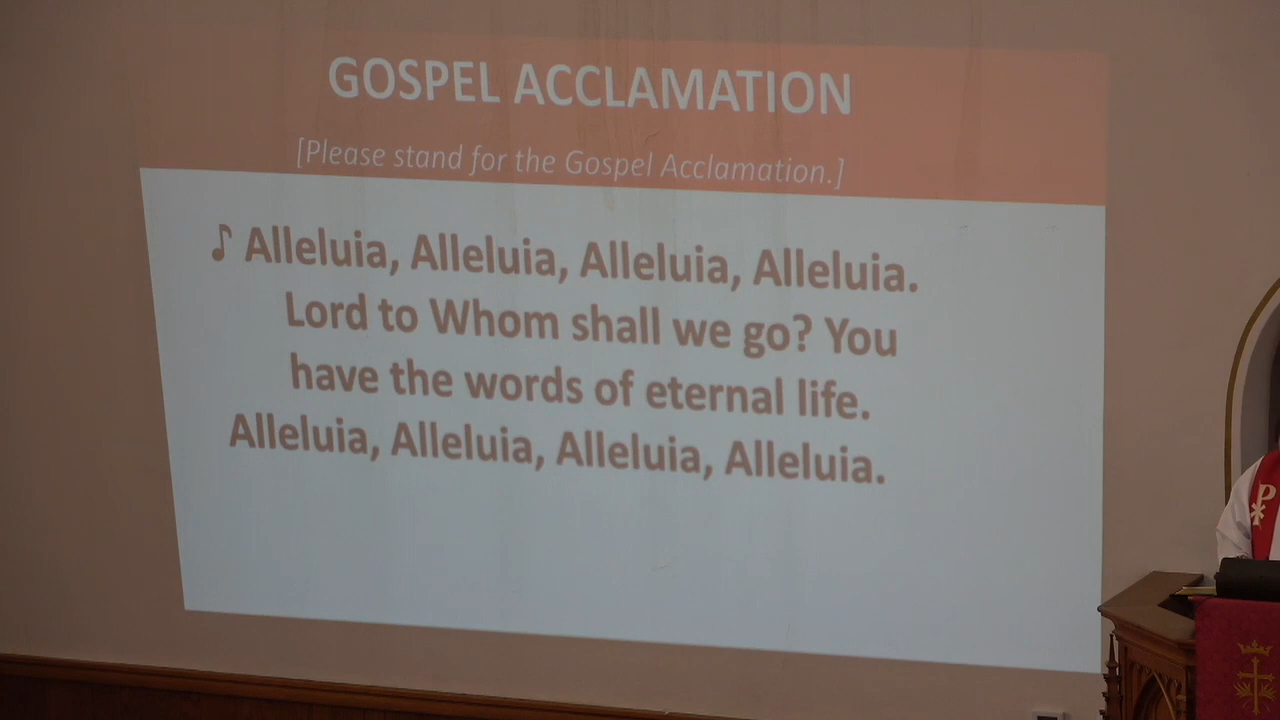 GOSPEL ACCLAMATION
[Please stand for the Gospel Acclamation.]
♪ Alleluia, Alleluia, Alleluia, Alleluia.
Lord to Whom shall we go? You
have the words of eternal life.
Alleluia, Alleluia, Alleluia, Alleluia.